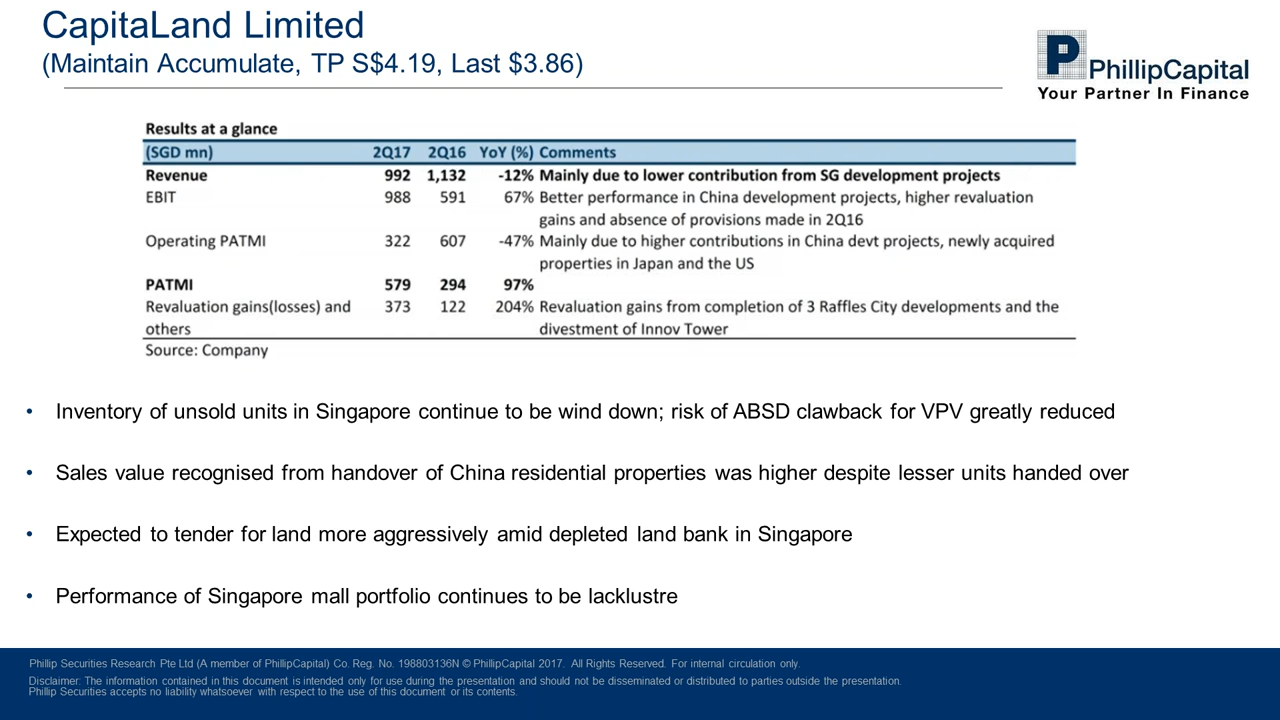 CapitaLand Limited
(Maintain Accumulate, TP S$4.19, Last $3.86)
P
PhillipCapital
Your Partner In Finance
Results at a glance
(SGD mn) 2Q17 2Q16 YoY (%) Comments
Revenue 992 1,132 -12% Mainly due to lower contribution from SG development projects
EBIT 988 591 67% Better performance in China development projects, higher revaluation
gains and absence of provisions made in 2Q16
Operating PATMI 322 607 -47% Mainly due to higher contributions in China devt projects, newly acquired
properties in Japan and the US
PATMI 579 294 97%
Revaluation gains(losses) and 373 122 204% Revaluation gains from completion of 3 Raffles City developments and the
others divestment of Innov Tower
Source: Company
• Inventory of unsold units in Singapore continue to be wind down; risk of ABSD clawback for VPV greatly reduced
• Sales value recognised from handover of China residential properties was higher despite lesser units handed over
• Expected to tender for land more aggressively amid depleted land bank in Singapore
• Performance of Singapore mall portfolio continues to be lacklustre
Phillip Securities Research Pte Ltd (A member of PhillipCapital) Co. Reg. No. 198803136N © PhillipCapital 2017. All Rights Reserved. For internal circulation only.
Disclaimer: The information contained in this document is intended only for use during the presentation and should not be disseminated or distributed to parties outside the presentation.
Phillip Securities accepts no liability whatsoever with respect to the use of this document or its contents.